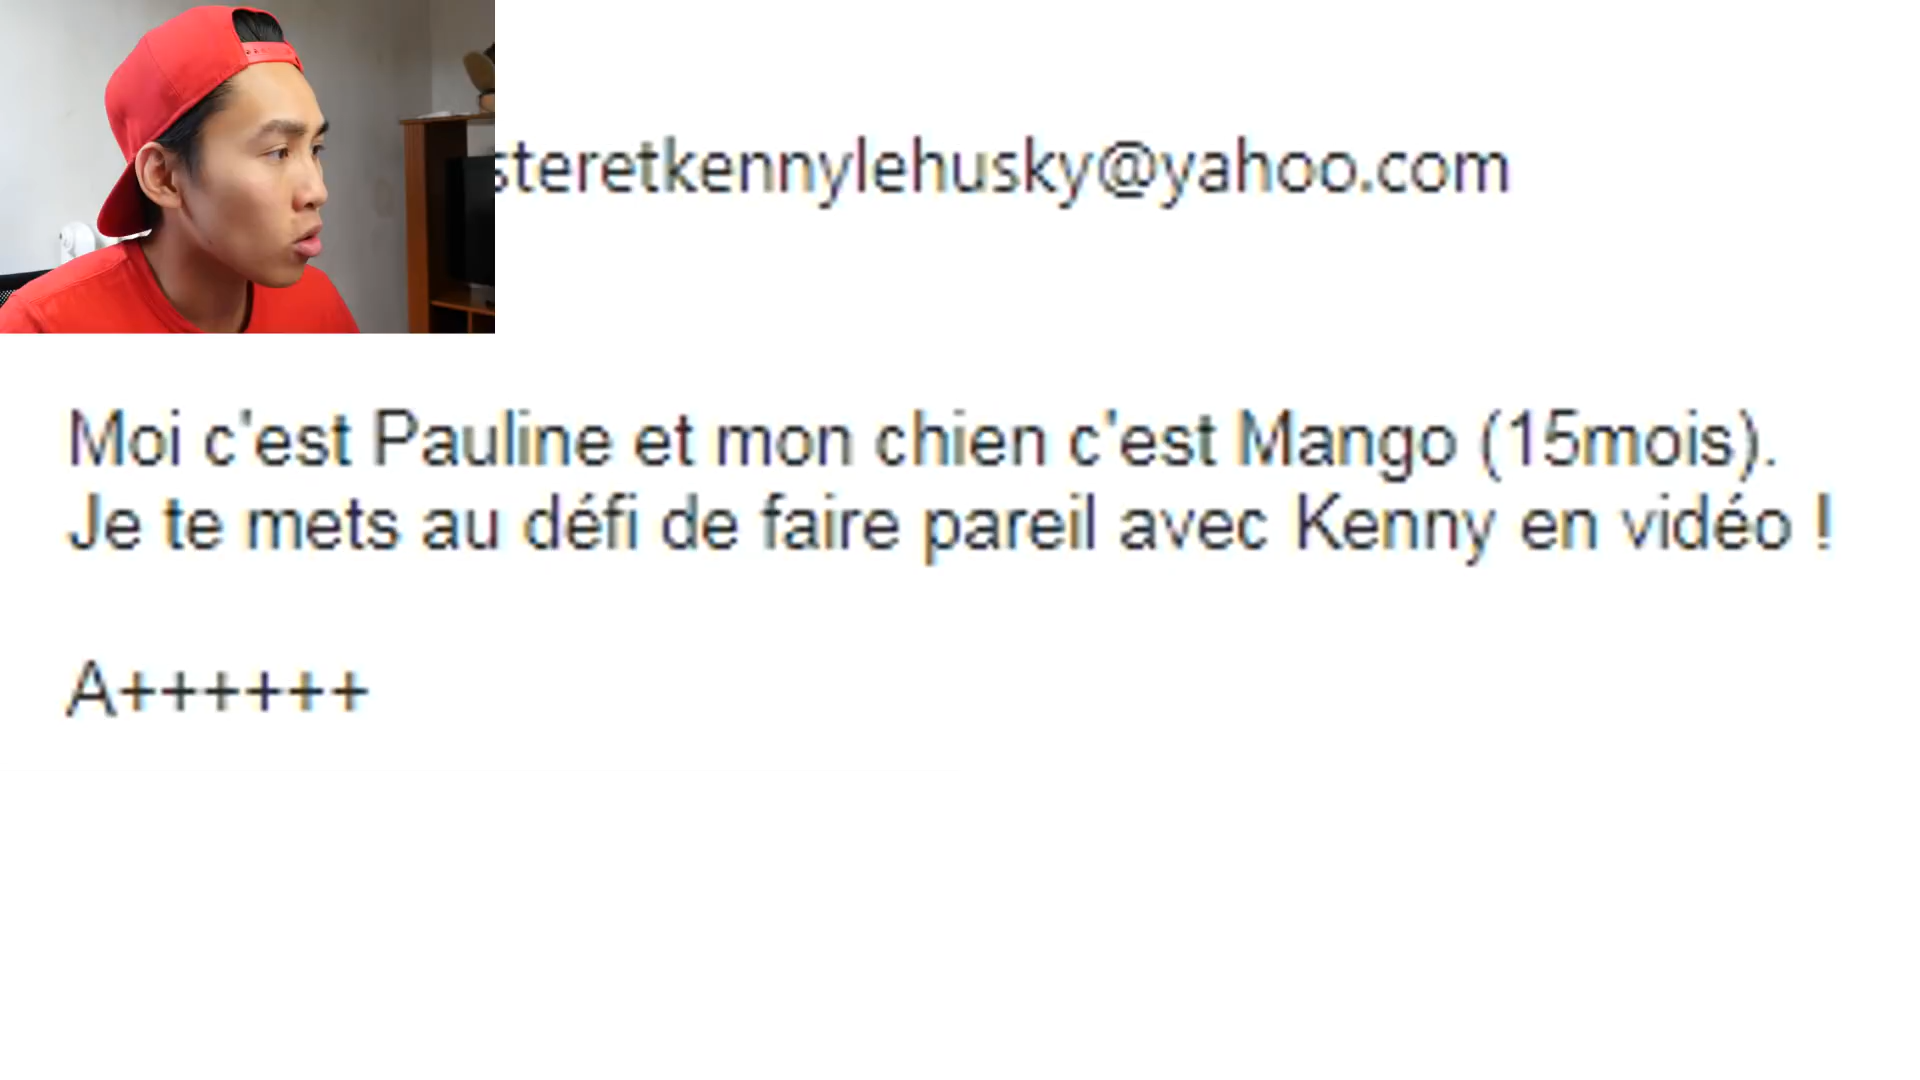 steretkennylehusky@yahoo.com
Moi c'est Pauline et mon chien c'est Mango (15mois).
Je te mets au défi de faire pareil avec Kenny en vidéo !
A++++++